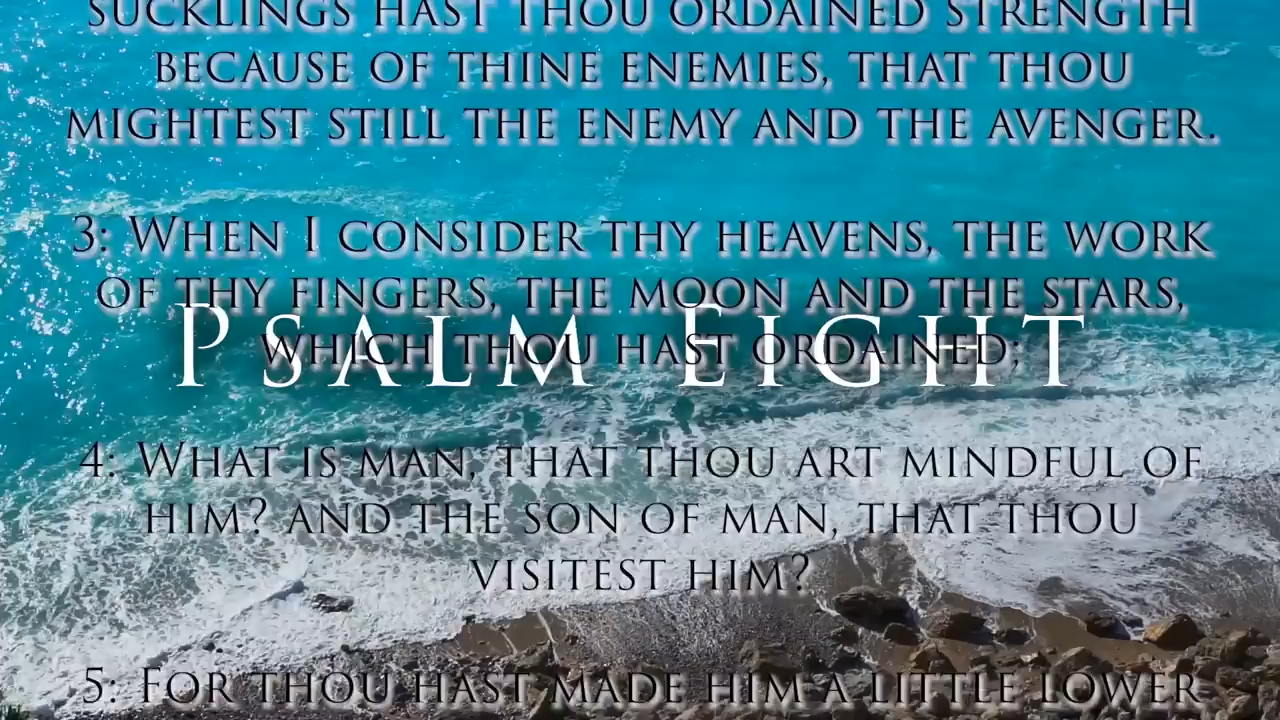 SUCKLINGS HAST THOU ORDAINED STRENGTH
BECAUSE OF THINE ENEMIES, THAT THOU
MIGHTEST STILL THE ENEMY AND THE AVENGER.
3: WHEN I CONSIDER THY HEAVENS, THE WORK
OF THY FINGERS, THE MOON AND THE STARS,
WHICH THOU HAST ORDAINED;
PSALM EIGHT
4: WHAT IS MAN, THAT THOU ART MINDFUL OF
HIM? AND THE SON OF MAN, THAT THOU
VISITEST HIM?
5: FOR THOU HAST MADE HIM A LITTLE LOWER